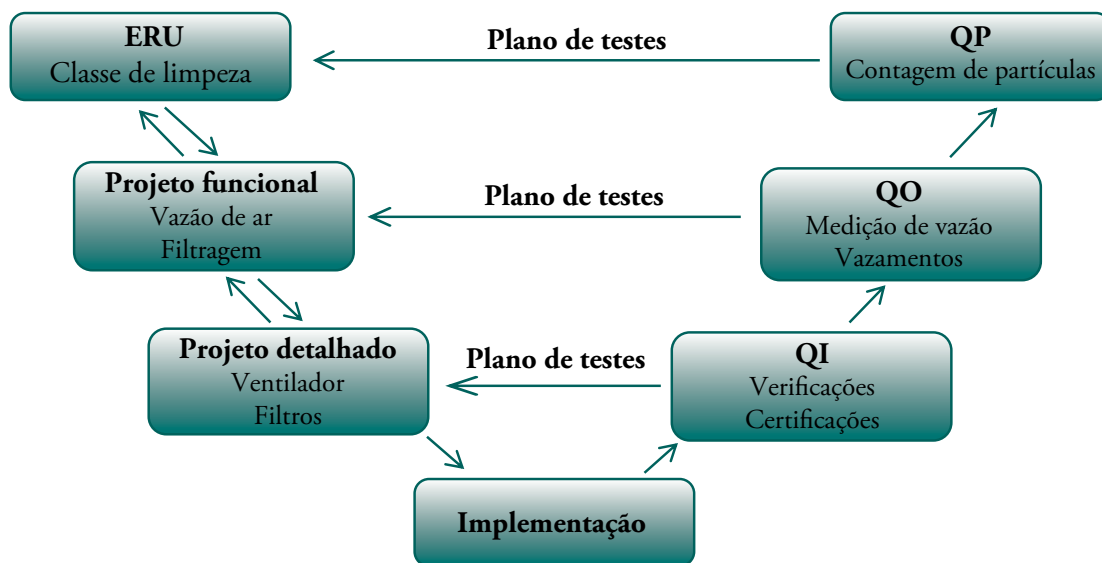 ERU
Classe de limpeza
Plano de testes
QP
Contagem de partículas
Projeto funcional
Vazão de ar
Filtragem
Plano de testes
QO
Medição de vazão
Vazamentos
Projeto detalhado
Ventilador
Filtros
Plano de testes
QI
Verificações
Certificações
Implementação